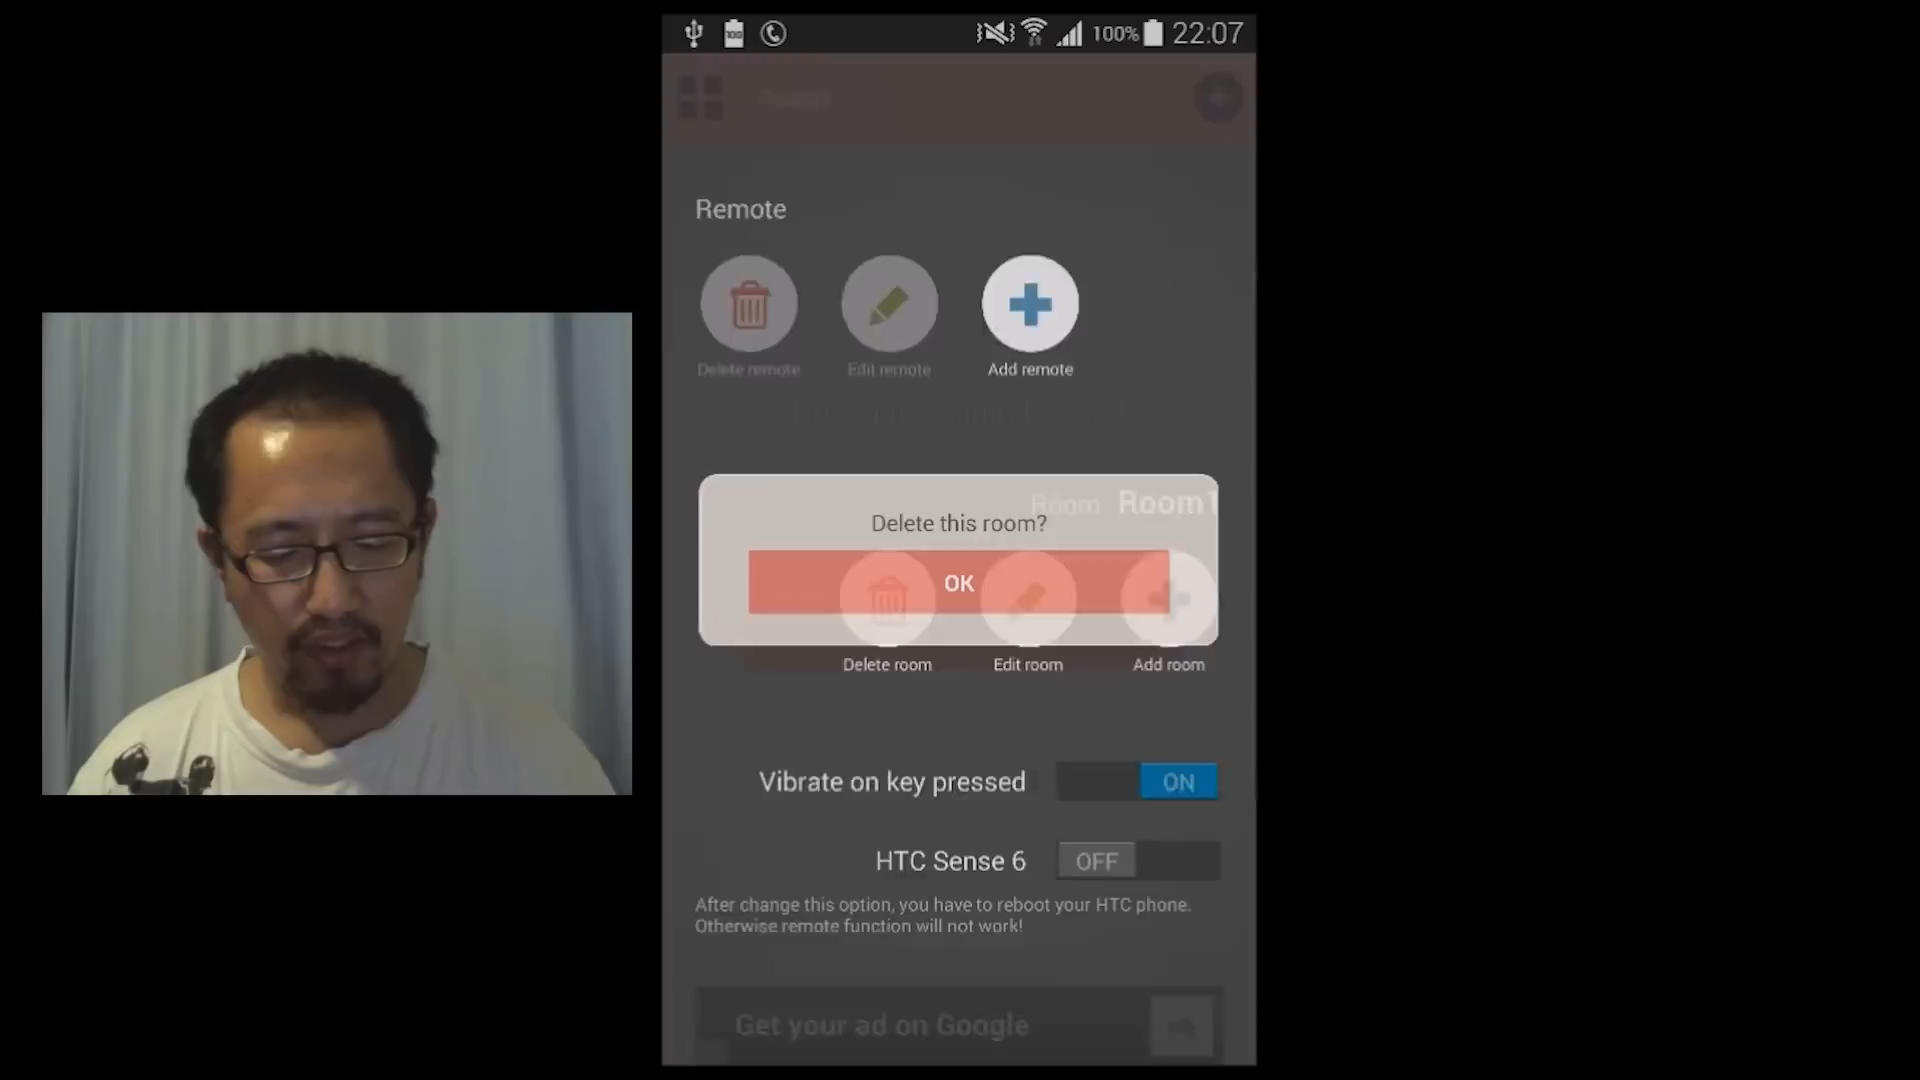 100
100%
22:07
Remote
Delete remote
Edit remote
Add remote
Room Room1
Delete this room?
OK
Delete room
Edit room
Add room
Vibrate on key pressed
ON
HTC Sense 6
OFF
After change this option, you have to reboot your HTC phone.
Otherwise remote function will not work!
Get your ad on Google